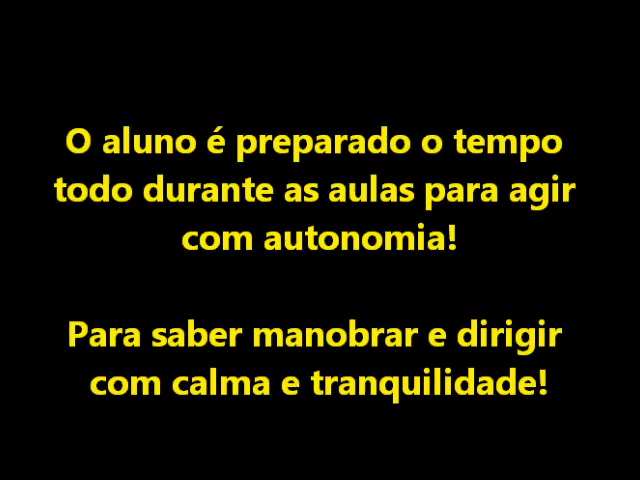 O aluno é preparado o tempo
todo durante as aulas para agir
com autonomia!
Para saber manobrar e dirigir
com calma e tranquilidade!